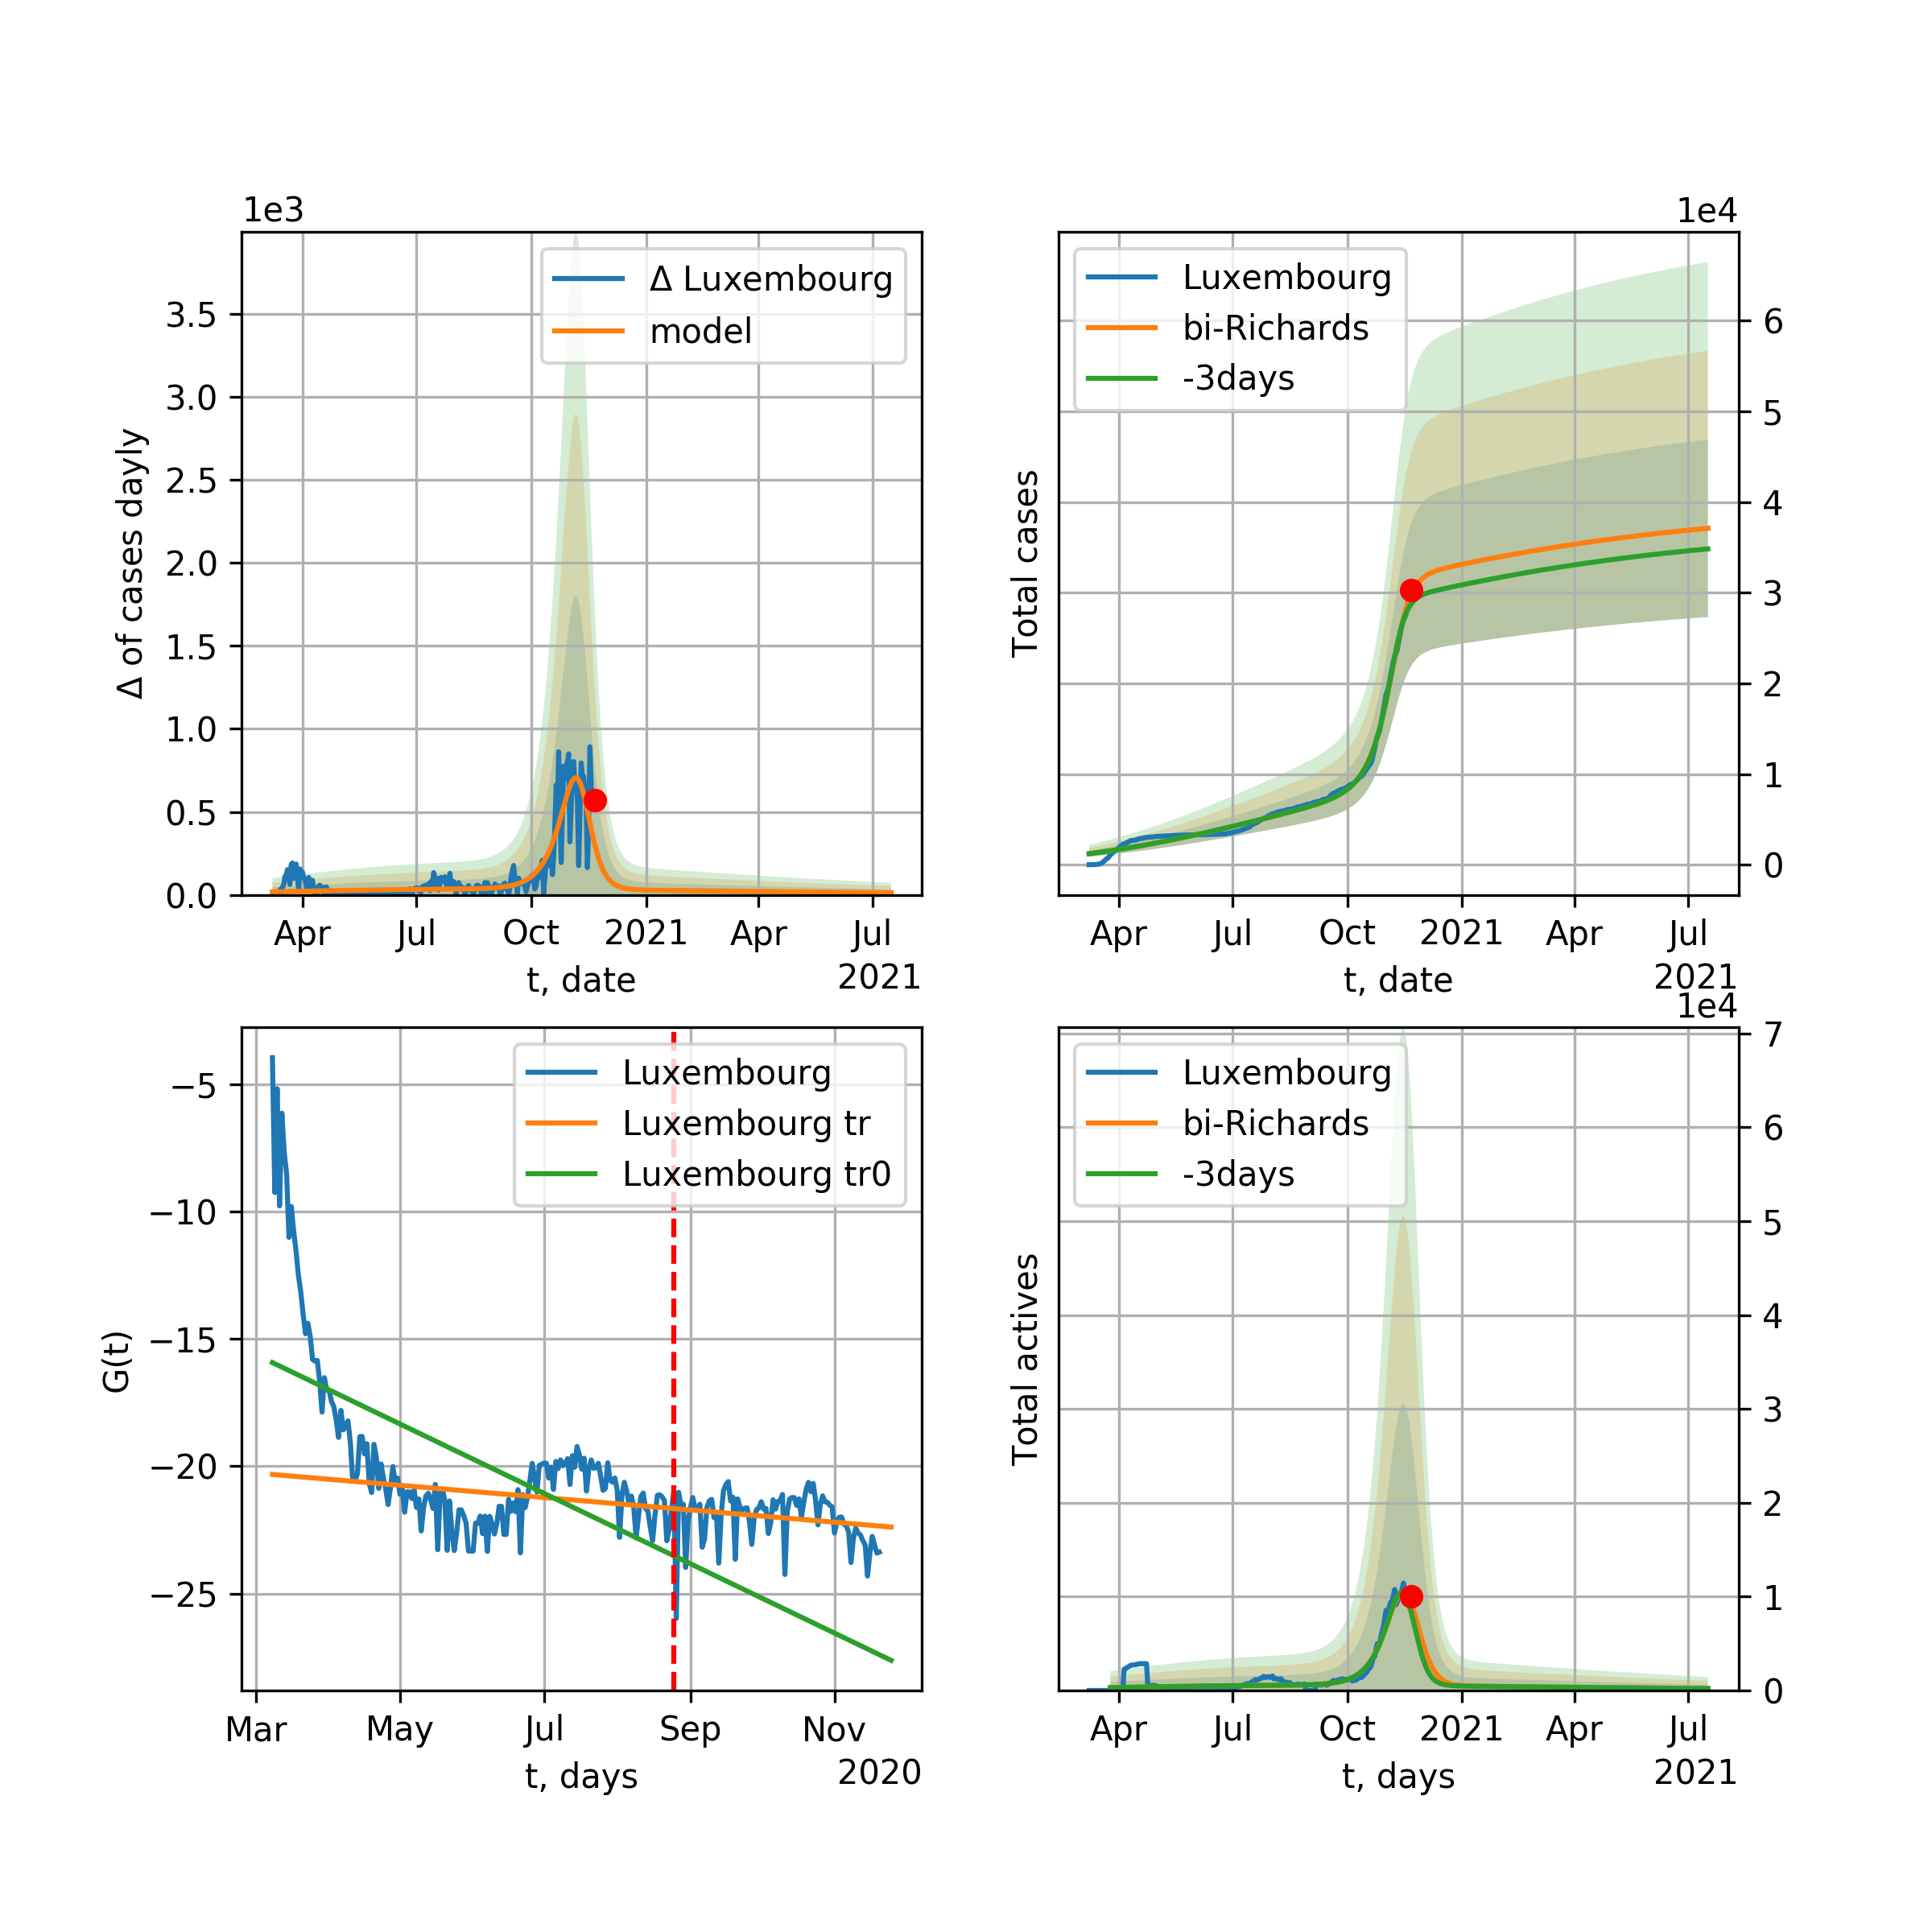 1e3
Δ of cases dayly
3.5
3.0
2.5
2.0
1.5
1.0
0.5
0.0
Δ Luxembourg
model
Apr Jul Oct 2021 Apr Jul
t, date
2021
1e4
Total cases
Luxembourg
bi-Richards
-3days
6
5
4
3
2
1
0
Apr Jul Oct 2021 Apr Jul
t, date
2021
G(t)
−5
−10
−15
−20
−25
Luxembourg
Luxembourg tr
Luxembourg tr0
Mar May Jul Sep Nov
t, days
2020
1e4
Total actives
Luxembourg
bi-Richards
-3days
7
6
5
4
3
2
1
0
Apr Jul Oct 2021 Apr Jul
t, days
2021